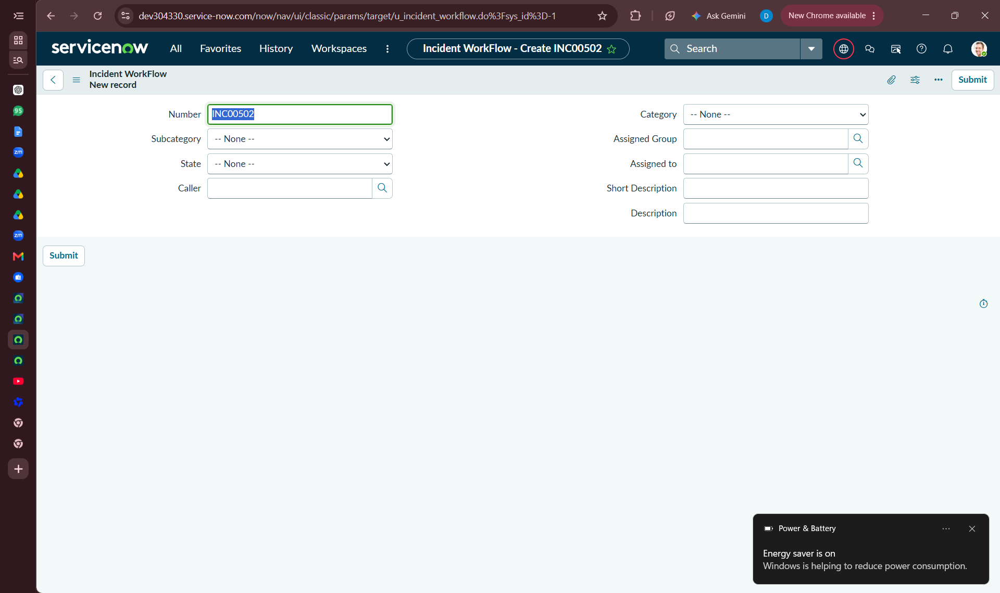 dev304330.service-now.com/now/nav/ui/classic/params/target/u_incident_workflow.do%3Fsys_id%3D-1
Ask Gemini
D
New Chrome available
servicenow
All
Favorites
History
Workspaces
Incident WorkFlow - Create INC00502
Search
Incident WorkFlow
New record
Submit
Number
INC00502
Category
-- None --
Subcategory
-- None --
Assigned Group
State
-- None --
Assigned to
Caller
Short Description
Description
Submit
95
zm
zm
Power & Battery
Energy saver is on
Windows is helping to reduce power consumption.